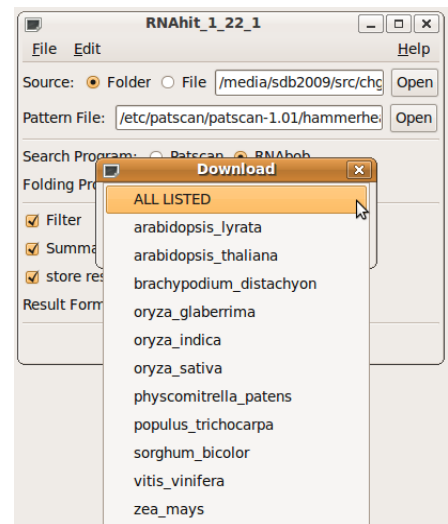 RNAhit_1_22_1
File Edit Help
Source: Folder File /media/sdb2009/src/chg Open
Pattern File: /etc/patscan/patscan-1.01/hammerhea Open
Search Program: Patscan RNAbob
Download
Folding Pro
ALL LISTED
Filter
arabidopsis_lyrata
Summa
arabidopsis_thaliana
store res
brachypodium_distachyon
Result Form
oryza_glaberrima
oryza_indica
oryza_sativa
physcomitrella_patens
populus_trichocarpa
sorghum_bicolor
vitis_vinifera
zea_mays